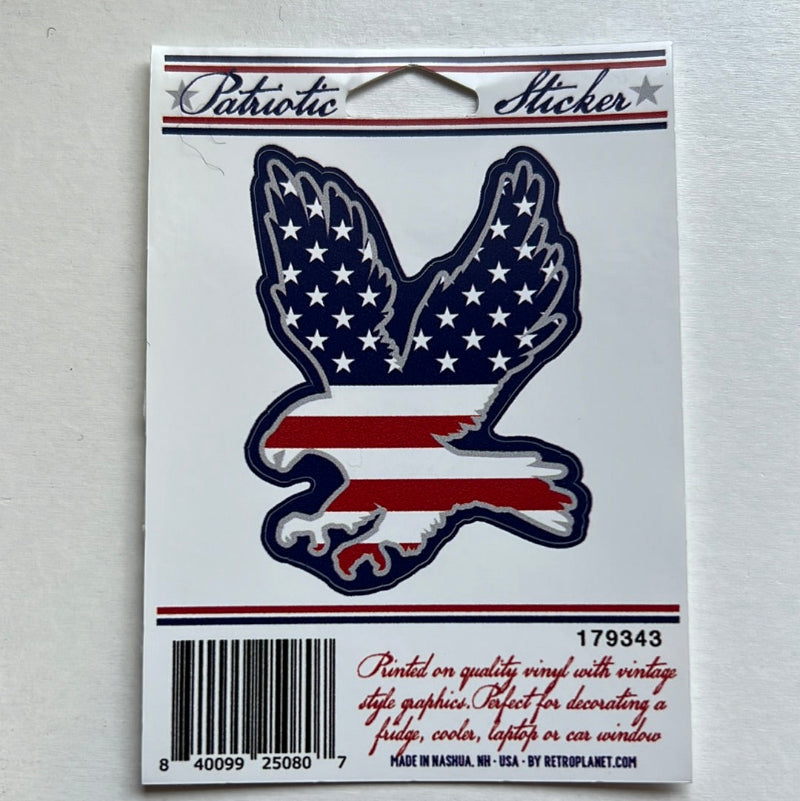 Patriotic Sticker
179343
Printed on quality vinyl with vintage
style graphics. Perfect for decorating a
fridge, cooler, laptop or car window
MADE IN NASHUA, NH · USA · BY RETROPLANET.COM
8 40099 25080 7